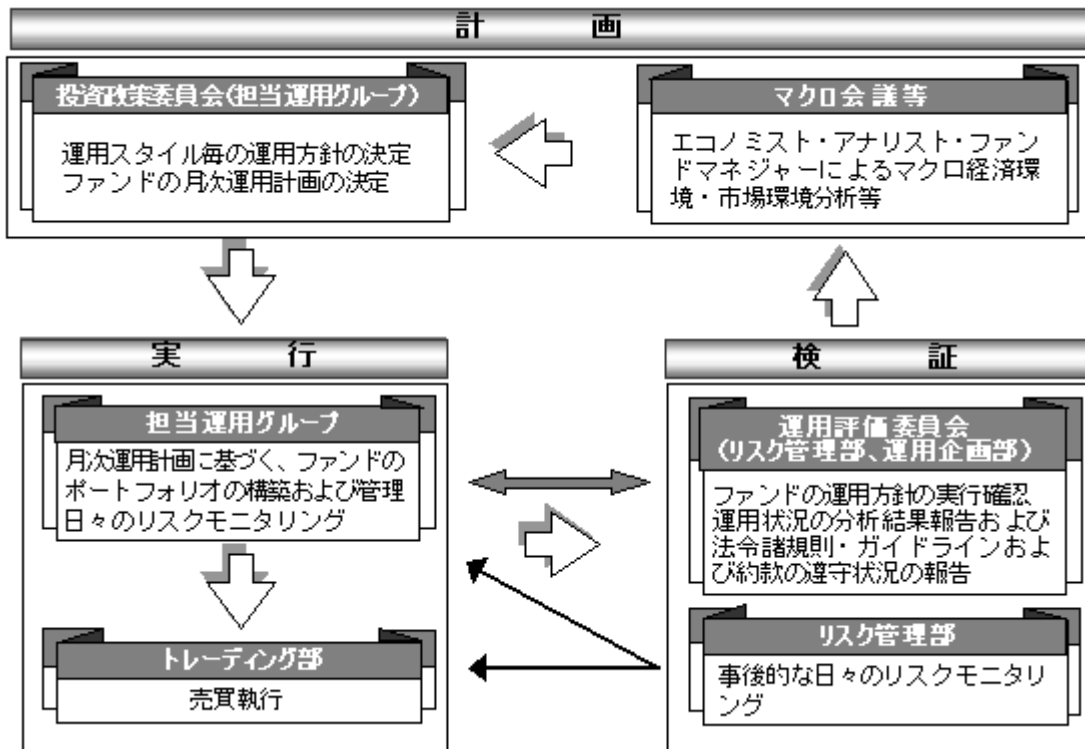 計　画
投資政策委員会(担当運用グループ)
運用スタイル毎の運用方針の決定
ファンドの月次運用計画の決定
マクロ会議等
エコノミスト・アナリスト・ファン
ドマネジャーによるマクロ経済環
境・市場環境分析等
実　行
担当運用グループ
月次運用計画に基づく、ファンドの
ポートフォリオの構築および管理
日々のリスクモニタリング
トレーディング部
売買執行
検　証
運用評価委員会
(リスク管理部、運用企画部)
ファンドの運用方針の実行確認
運用状況の分析結果報告および
法令諸規則・ガイドラインおよ
び約款の遵守状況の報告
リスク管理部
事後的な日々のリスクモニタリ
ング